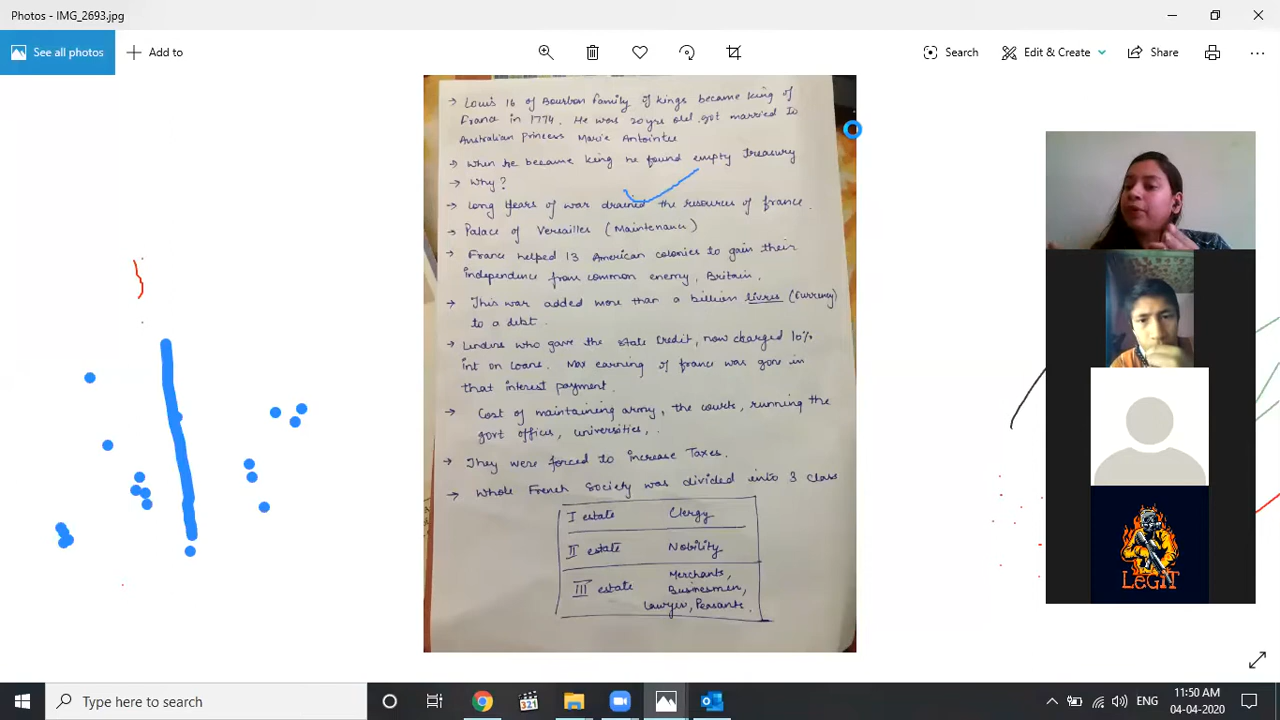 Photos - IMG_2693.jpg
See all photos
Add to
Search
Edit & Create
Share
→ Louis 16 of Bourbon family of kings became king of
France in 1774. He was 20 yrs old. got married to
Australian princess Marie Antointe
→ When he became king he found empty Treasury
→ Why?
→ Long Years of war drained the resources of france.
→ Palace of Versailles (Maintenance)
→ France helped 13 American colonies to gain their
independence from common enemy, Britain.
→ This war added more than a billion livres (currency)
to a debt.
→ Lenders who gave the state credit, now charged 10%
int on loans. Max earning of france was gone in
that interest payment.
→ Cost of maintaining army, the courts, running the
govt offices, universities,.
→ They were forced to increase Taxes.
→ Whole French Society was divided into 3 class
I estate Clergy
II estate Nobility
III estate Merchants,
Businessmen,
Lawyer, Peasants.
LeGiT
Type here to search
321
ENG
11:50 AM
04-04-2020